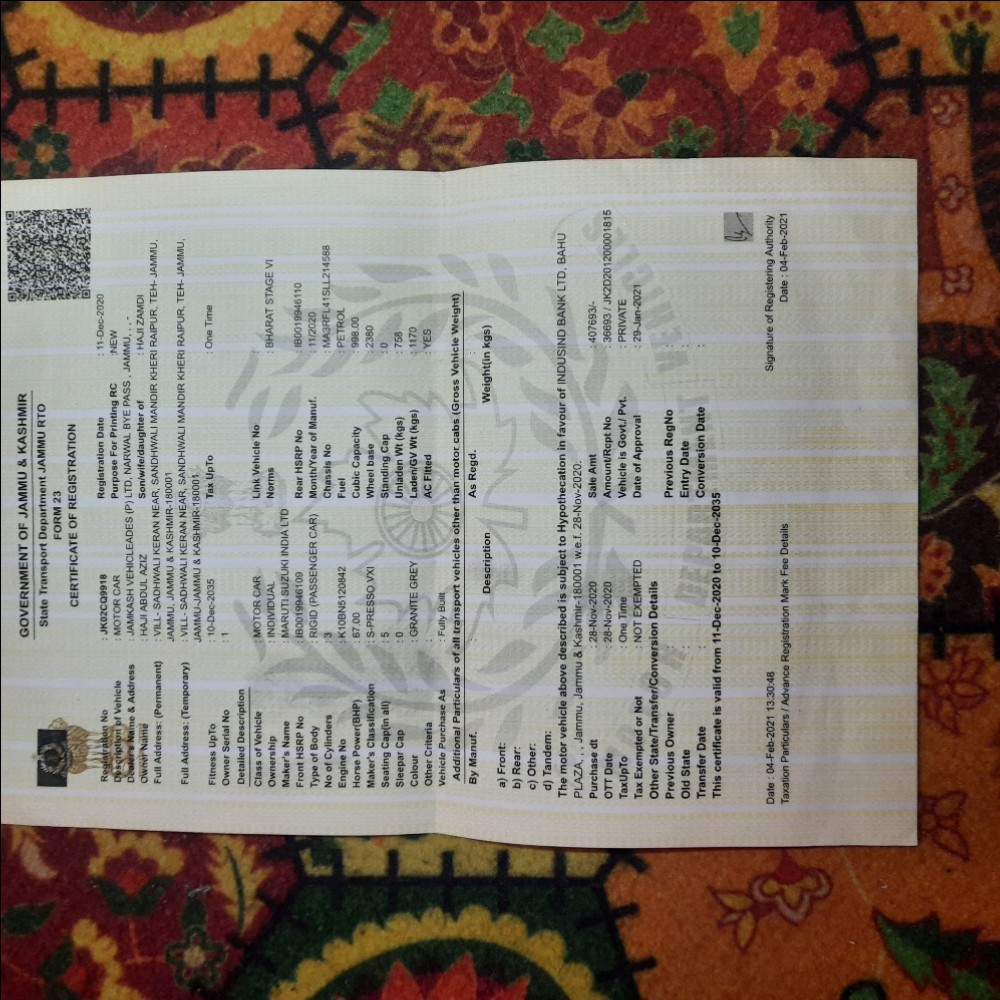 GOVERNMENT OF JAMMU & KASHMIR
State Transport Department JAMMU RTO
FORM 23
CERTIFICATE OF REGISTRATION
Registration No : JK02CQ9918 Registration Date : 11-Dec-2020
Description of Vehicle : MOTOR CAR Purpose For Printing RC :NEW
Dealer's Name & Address : JAMKASH VEHICLEADES (P) LTD, NARWAL BYE PASS , JAMMU, , , -
Owner Name : HAJI ABDUL AZIZ Son/wife/daughter of : HAJI ZAMDI
Full Address: (Permanent) : VILL- SADHWALI KERAN NEAR, SANDHWALI MANDIR KHERI RAIPUR, TEH- JAMMU,
JAMMU, JAMMU & KASHMIR-180001
Full Address: (Temporary) : VILL- SADHWALI KERAN NEAR, SANDHWALI MANDIR KHERI RAIPUR, TEH- JAMMU,
JAMMU-JAMMU & KASHMIR-180001
Fitness UpTo : 10-Dec-2035 Tax UpTo : One Time
Owner Serial No : 1
Detailed Description
Class of Vehicle : MOTOR CAR Link Vehicle No
Ownership : INDIVIDUAL Norms : BHARAT STAGE VI
Maker's Name : MARUTI SUZUKI INDIA LTD
Front HSRP No : IB0019946109 Rear HSRP No : IB0019946110
Type of Body : RIGID (PASSENGER CAR) Month/Year of Manuf. : 11/2020
No of Cylinders : 3 Chassis No : MA3RFL41SLL214588
Engine No : K10BN5120842 Fuel : PETROL
Horse Power(BHP) : 67.00 Cubic Capacity : 998.00
Maker's Classification : S-PRESSO VXI Wheel base : 2380
Seating Cap(in all) : 5 Standing Cap : 0
Sleepar Cap : 0 Unladen Wt (kgs) : 758
Colour : GRANITE GREY Laden/GV Wt (kgs) : 1170
Other Criteria : AC Fitted : YES
Vehicle Purchase As : Fully Built
Additional Particulars of all transport vehicles other than motor cabs (Gross Vehicle Weight)
By Manuf. : As Regd. :
Description Weight(in kgs)
a) Front:
b) Rear:
c) Other:
d) Tandem:
The motor vehicle above described is subject to Hypothecation in favour of INDUSIND BANK LTD, BAHU
PLAZA, , , Jammu, Jammu & Kashmir-180001 w.e.f. 28-Nov-2020.
Purchase dt : 28-Nov-2020 Sale Amt : 407693/-
OTT Date : 28-Nov-2020 Amount/Rcpt No : 36693 / JK2D201200001815
TaxUpTo : One Time Vehicle is Govt./ Pvt. : PRIVATE
Tax Exempted or Not : NOT EXEMPTED Date of Approval : 29-Jan-2021
Other State/Transfer/Conversion Details
Previous Owner : Previous RegNo :
Old State : Entry Date :
Transfer Date : Conversion Date :
This certificate is valid from 11-Dec-2020 to 10-Dec-2035
Signature of Registering Authority
Date : 04-Feb-2021 13:30:48 Date : 04-Feb-2021
Taxation Particulars / Advance Registration Mark Fee Details